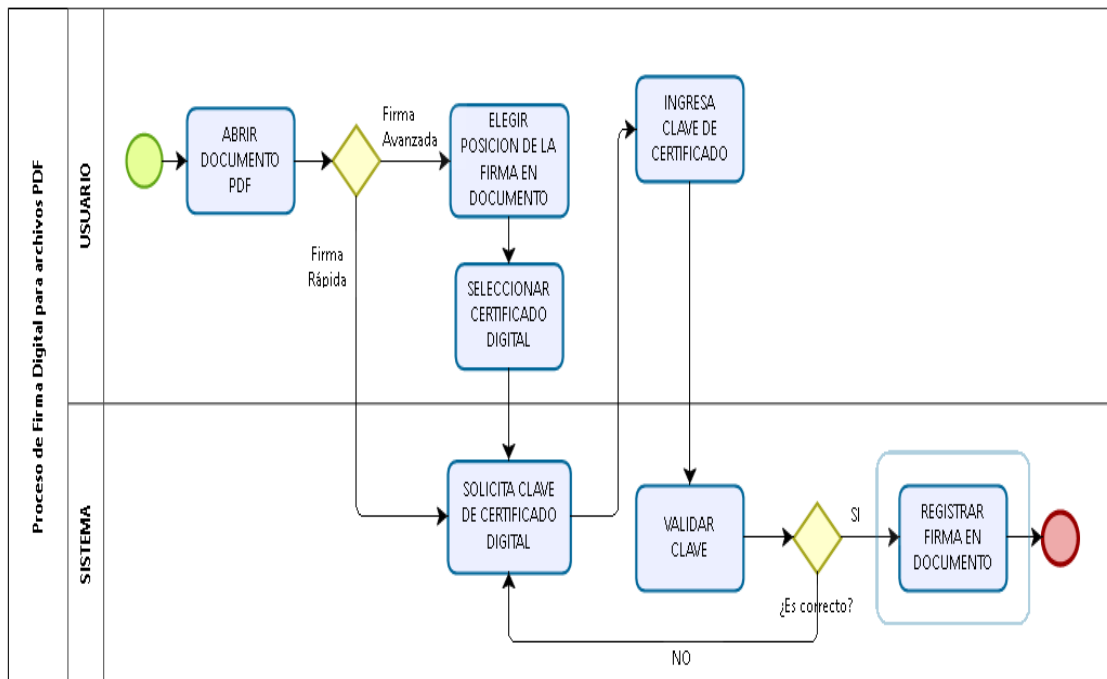 Proceso de Firma Digital para archivos PDF
USUARIO
ABRIR
DOCUMENTO
PDF
Firma
Avanzada
Firma
Rápida
ELEGIR
POSICION DE LA
FIRMA EN
DOCUMENTO
SELECCIONAR
CERTIFICADO
DIGITAL
INGRESA
CLAVE DE
CERTIFICADO
SISTEMA
SOLICITA CLAVE
DE CERTIFICADO
DIGITAL
VALIDAR
CLAVE
SI
¿Es correcto?
NO
REGISTRAR
FIRMA EN
DOCUMENTO